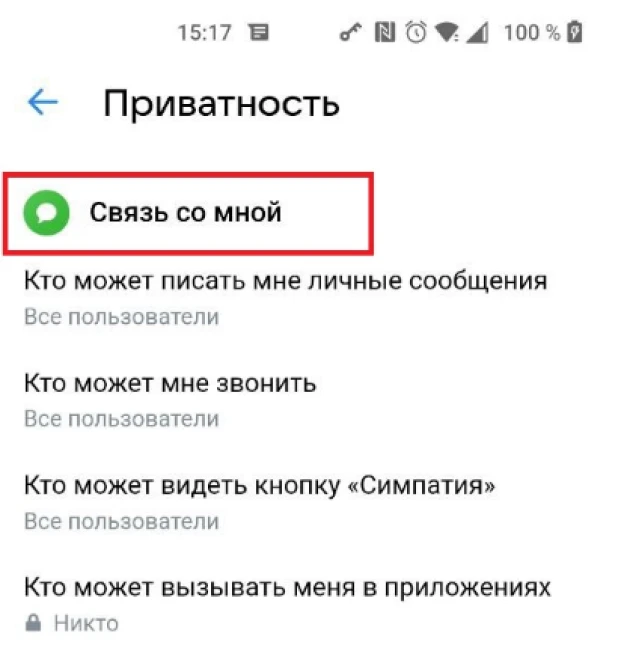 15:17 100 %
Приватность
Связь со мной
Кто может писать мне личные сообщения
Все пользователи
Кто может мне звонить
Все пользователи
Кто может видеть кнопку «Симпатия»
Все пользователи
Кто может вызывать меня в приложениях
Никто